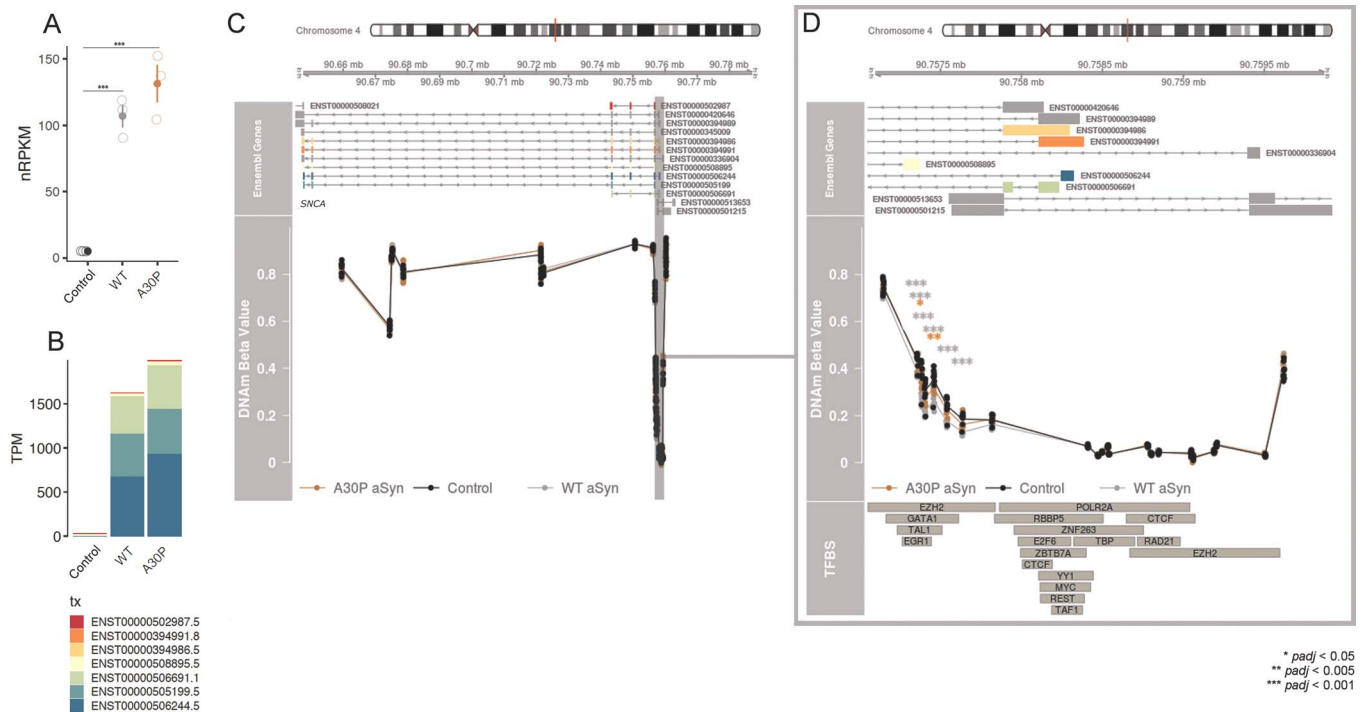 A
***
***
150
100
50
0
nRPKM
Control
WT
A30P
B
1500
1000
500
0
TPM
Control
WT
A30P
tx
ENST00000502987.5
ENST00000394991.8
ENST00000394986.5
ENST00000508895.5
ENST00000506691.1
ENST00000505199.5
ENST00000506244.5
C
Chromosome 4
90.66 mb 90.68 mb 90.7 mb 90.72 mb 90.74 mb 90.76 mb 90.78 mb
90.67 mb 90.69 mb 90.71 mb 90.73 mb 90.75 mb 90.77 mb
Ensembl Genes
ENST00000508021
ENST00000502987
ENST00000420646
ENST00000394989
ENST00000345009
ENST00000394986
ENST00000394991
ENST00000336904
ENST00000508895
ENST00000506244
ENST00000505199
ENST00000506691
ENST00000513653
ENST00000501215
SNCA
DNAm Beta Value
0.8
0.6
0.4
0.2
0
A30P aSyn Control WT aSyn
D
Chromosome 4
90.7575 mb 90.7585 mb 90.7595 mb
90.758 mb 90.759 mb
Ensembl Genes
ENST00000420646
ENST00000394989
ENST00000394986
ENST00000394991
ENST00000336904
ENST00000508895
ENST00000506244
ENST00000506691
ENST00000513653
ENST00000501215
DNAm Beta Value
0.8
0.6
0.4
0.2
0
***
***
*
***
***
**
***
***
A30P aSyn Control WT aSyn
TFBS
EZH2 POLR2A
GATA1 RBBP5 CTCF
TAL1 ZNF263
EGR1 E2F6 TBP RAD21
ZBTB7A EZH2
CTCF
YY1
MYC
REST
TAF1
* padj < 0.05
** padj < 0.005
*** padj < 0.001